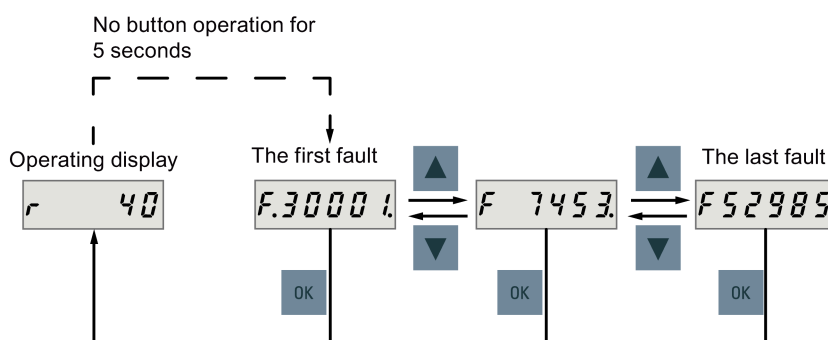 No button operation for
5 seconds
Operating display
The first fault
The last fault
r 40
F.30001.
F 7453.
F52985
OK
OK
OK